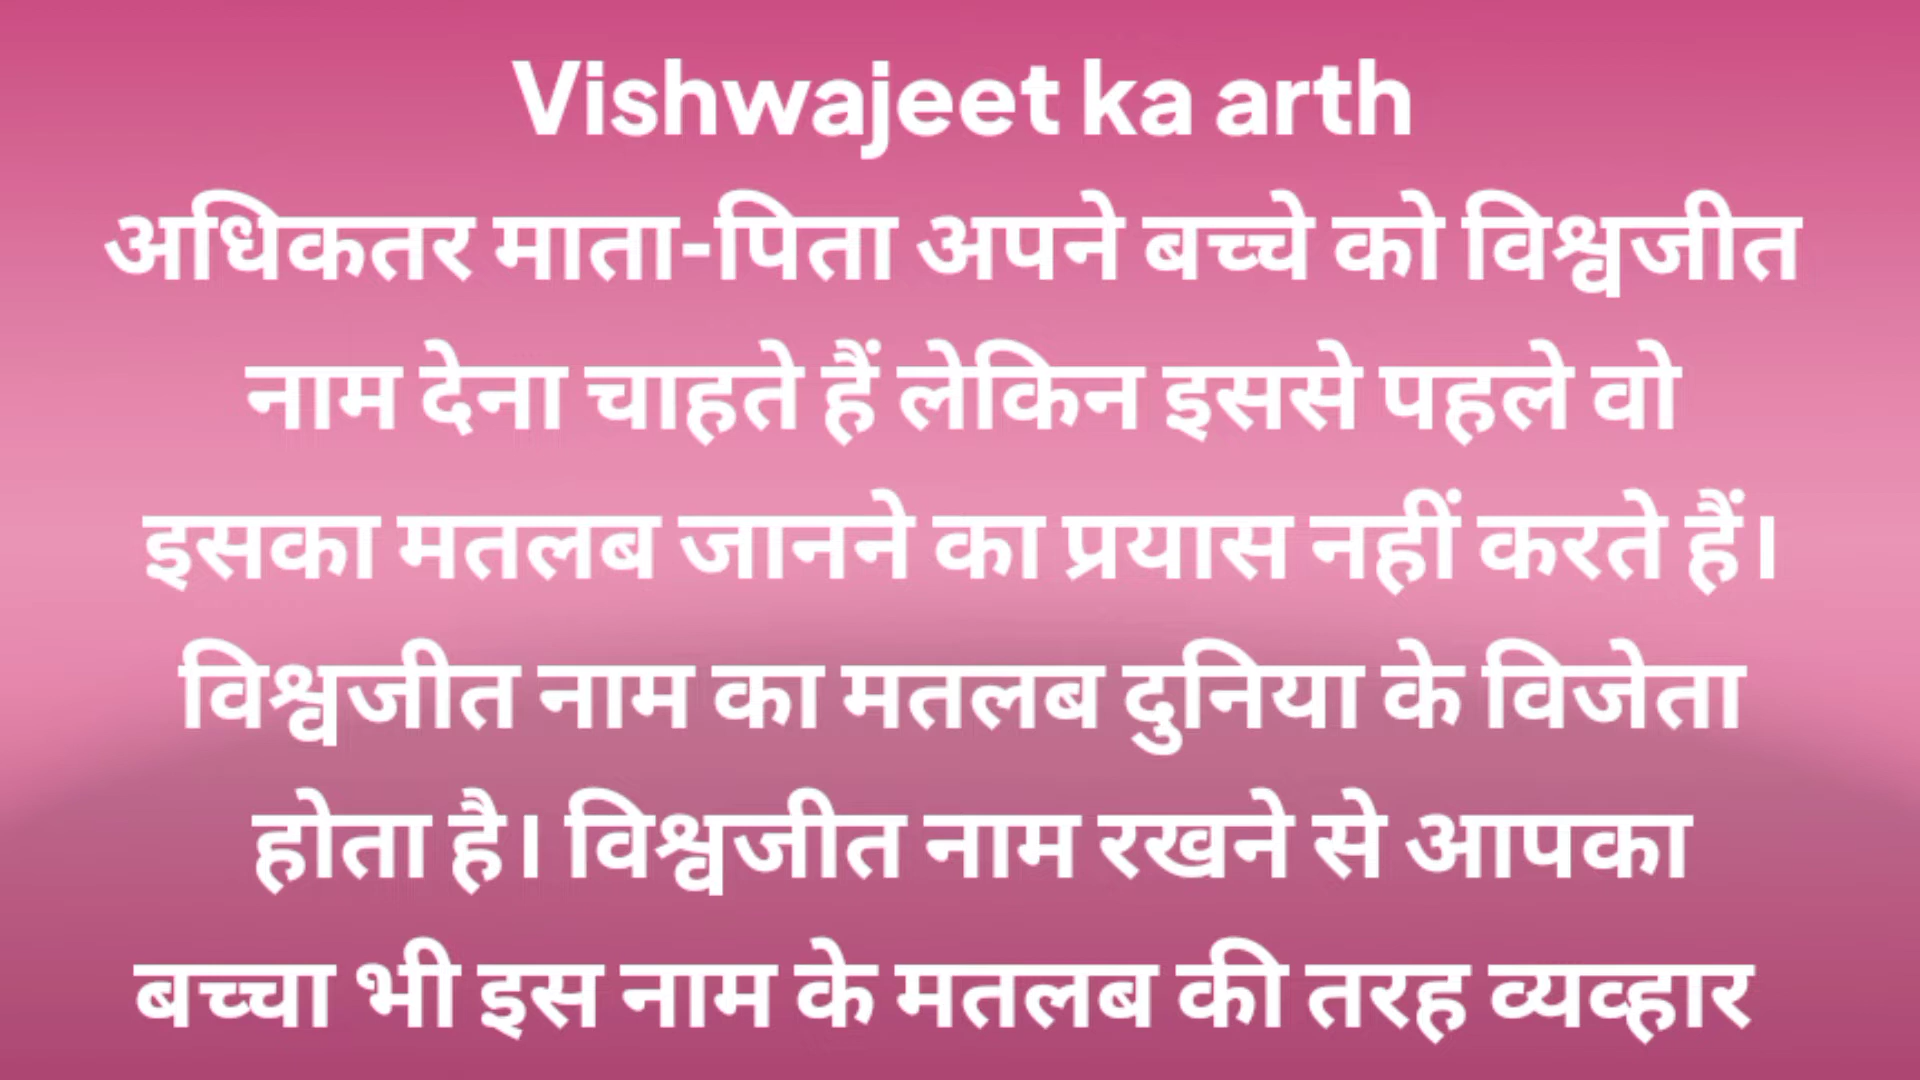 Vishwajeet ka arth
अधिकतर माता-पिता अपने बच्चे को विश्वजीत
नाम देना चाहते हैं लेकिन इससे पहले वो
इसका मतलब जानने का प्रयास नहीं करते हैं।
विश्वजीत नाम का मतलब दुनिया के विजेता
होता है। विश्वजीत नाम रखने से आपका
बच्चा भी इस नाम के मतलब की तरह व्यव्हार